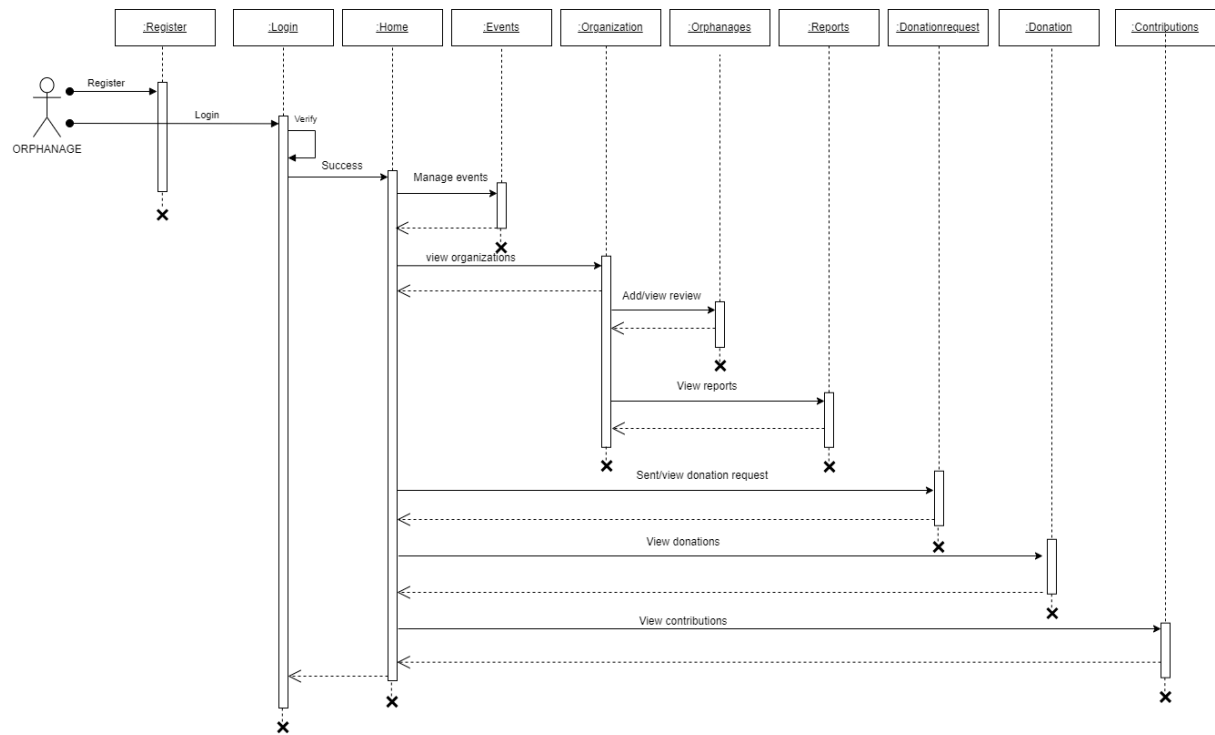 :Register
:Login
:Home
:Events
:Organization
:Orphanages
:Reports
:Donationrequest
:Donation
:Contributions
Register
Login
Verify
ORPHANAGE
Success
Manage events
view organizations
Add/view review
View reports
Sent/view donation request
View donations
View contributions